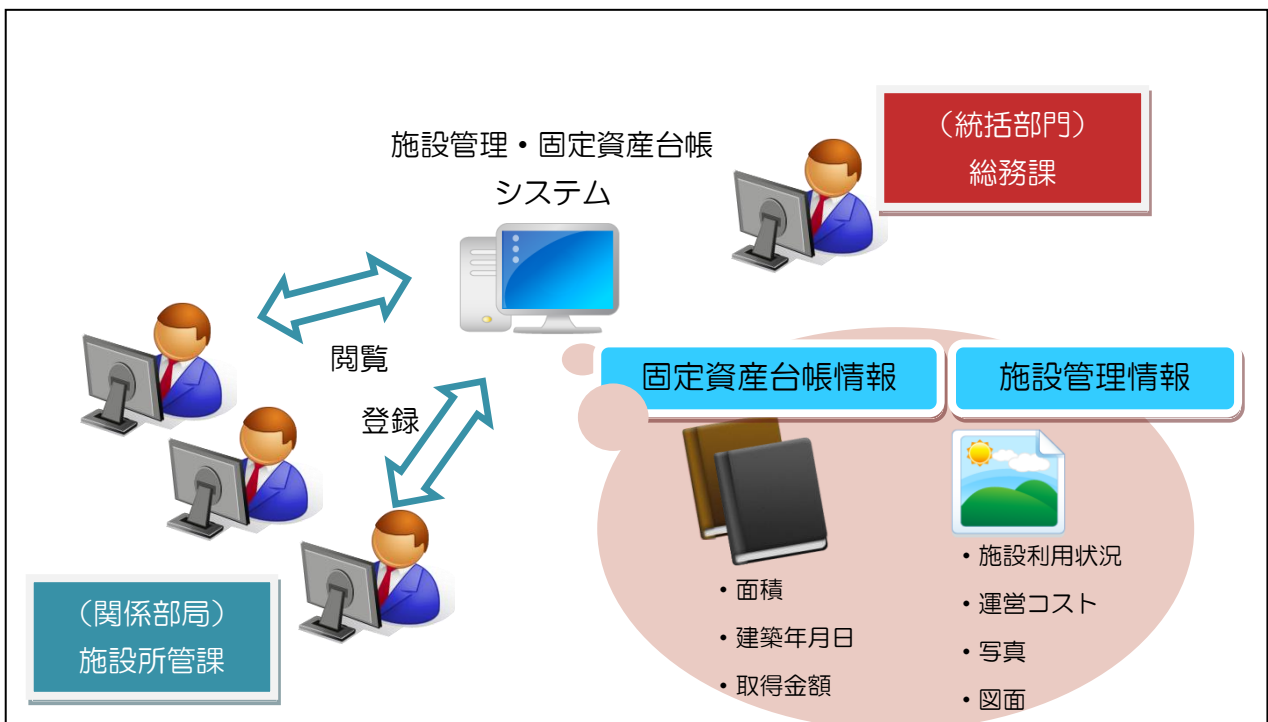 施設管理・固定資産台帳
システム
（統括部門）
総務課
閲覧
登録
（関係部局）
施設所管課
固定資産台帳情報
・面積
・建築年月日
・取得金額
施設管理情報
・施設利用状況
・運営コスト
・写真
・図面